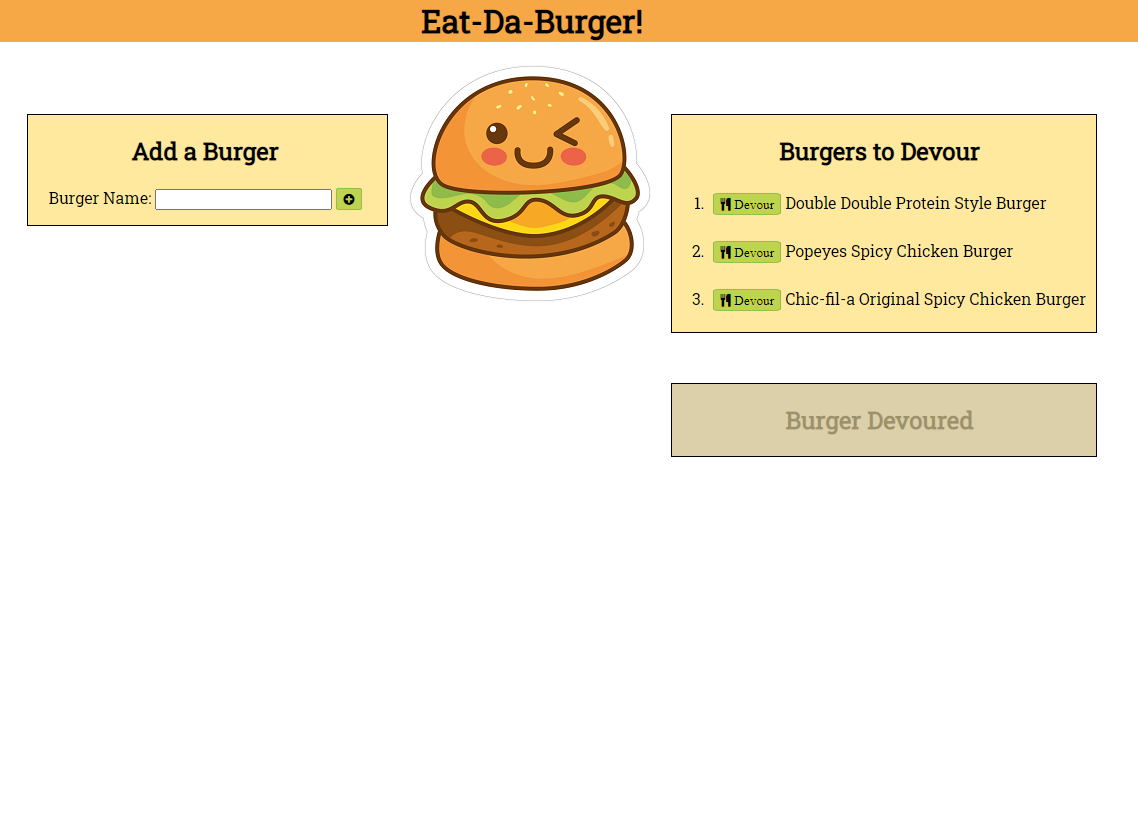 Eat-Da-Burger!
Add a Burger
Burger Name:
Burgers to Devour
1. Devour Double Double Protein Style Burger
2. Devour Popeyes Spicy Chicken Burger
3. Devour Chic-fil-a Original Spicy Chicken Burger
Burger Devoured